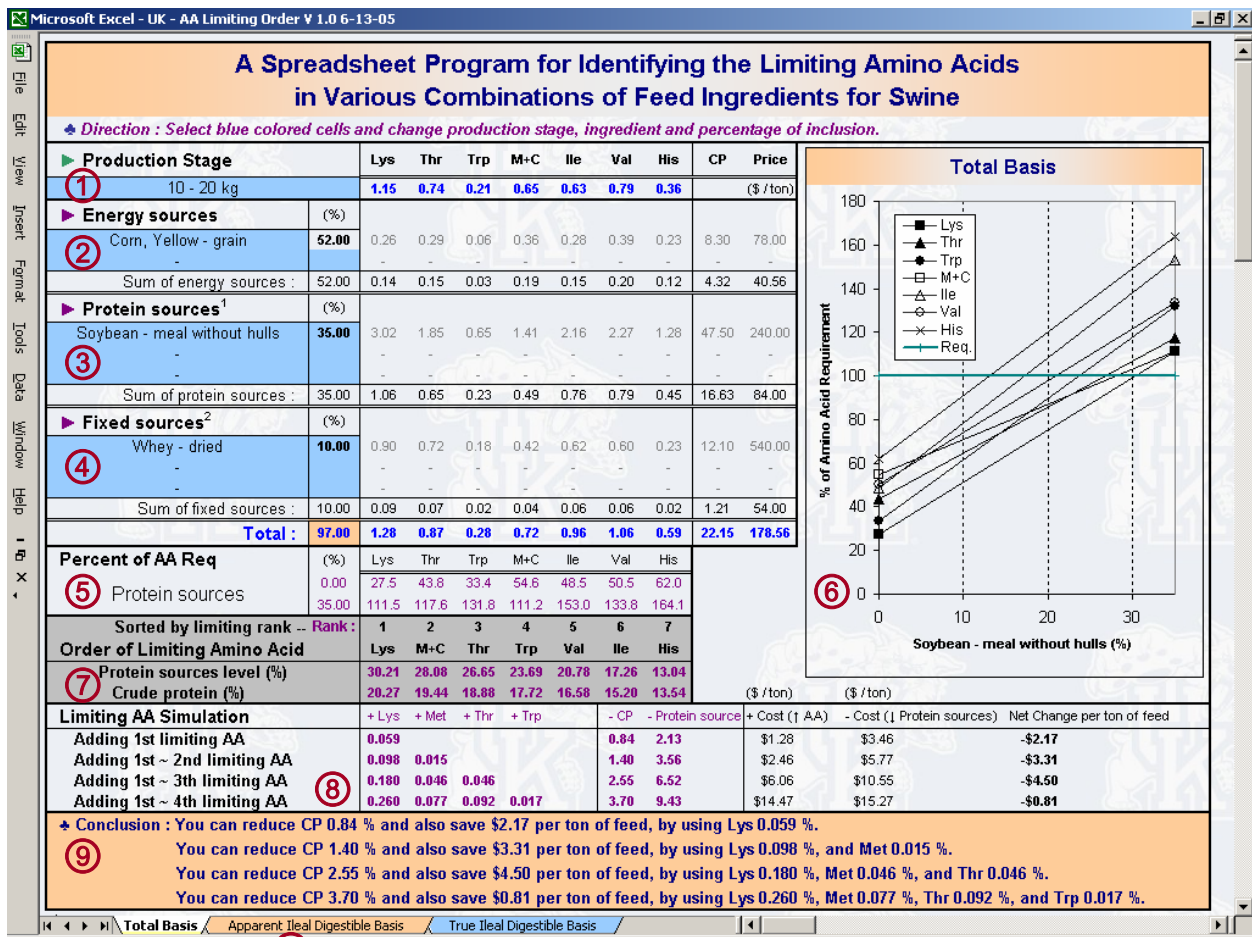 Microsoft Excel - UK - AA Limiting Order V 1.0 6-13-05
File
Edit
View
Insert
Format
Tools
Data
Window
Help
A Spreadsheet Program for Identifying the Limiting Amino Acids
in Various Combinations of Feed Ingredients for Swine
♣ Direction : Select blue colored cells and change production stage, ingredient and percentage of inclusion.
▶ Production Stage Lys Thr Trp M+C Ile Val His CP Price
① 10 - 20 kg 1.15 0.74 0.21 0.65 0.63 0.79 0.36 ($ /ton)
▶ Energy sources (%)
② Corn, Yellow - grain 52.00 0.26 0.29 0.06 0.36 0.28 0.39 0.23 8.30 78.00
- - - - - - - - - -
Sum of energy sources : 52.00 0.14 0.15 0.03 0.19 0.15 0.20 0.12 4.32 40.56
▶ Protein sources1 (%)
Soybean - meal without hulls 35.00 3.02 1.85 0.65 1.41 2.16 2.27 1.28 47.50 240.00
③ - - - - - - - - - -
- - - - - - - - - -
Sum of protein sources : 35.00 1.06 0.65 0.23 0.49 0.76 0.79 0.45 16.63 84.00
▶ Fixed sources2 (%)
Whey - dried 10.00 0.90 0.72 0.18 0.42 0.62 0.60 0.23 12.10 540.00
④ - - - - - - - - - -
- - - - - - - - - -
Sum of fixed sources : 10.00 0.09 0.07 0.02 0.04 0.06 0.06 0.02 1.21 54.00
Total : 97.00 1.28 0.87 0.28 0.72 0.96 1.06 0.59 22.15 178.56
Percent of AA Req (%) Lys Thr Trp M+C Ile Val His
⑤ Protein sources 0.00 27.5 43.8 33.4 54.6 48.5 50.5 62.0
35.00 111.5 117.6 131.8 111.2 153.0 133.8 164.1
Sorted by limiting rank -- Rank : 1 2 3 4 5 6 7
Order of Limiting Amino Acid Lys M+C Thr Trp Val Ile His
⑦ Protein sources level (%) 30.21 28.08 26.65 23.69 20.78 17.26 13.04
Crude protein (%) 20.27 19.44 18.88 17.72 16.58 15.20 13.54
Total Basis
180
160
140
120
100
80
60
40
20
0
% of Amino Acid Requirement
Lys
Thr
Trp
M+C
Ile
Val
His
Req.
⑥
0 10 20 30
Soybean - meal without hulls (%)
($ /ton) ($ /ton)
Limiting AA Simulation + Lys + Met + Thr + Trp - CP - Protein source + Cost (↑ AA) - Cost (↓ Protein sources) Net Change per ton of feed
Adding 1st limiting AA 0.059 0.84 2.13 $1.28 $3.46 -$2.17
Adding 1st ~ 2nd limiting AA 0.098 0.015 1.40 3.56 $2.46 $5.77 -$3.31
Adding 1st ~ 3th limiting AA 0.180 0.046 0.046 2.55 6.52 $6.06 $10.55 -$4.50
Adding 1st ~ 4th limiting AA ⑧ 0.260 0.077 0.092 0.017 3.70 9.43 $14.47 $15.27 -$0.81
♣ Conclusion : You can reduce CP 0.84 % and also save $2.17 per ton of feed, by using Lys 0.059 %.
⑨ You can reduce CP 1.40 % and also save $3.31 per ton of feed, by using Lys 0.098 %, and Met 0.015 %.
You can reduce CP 2.55 % and also save $4.50 per ton of feed, by using Lys 0.180 %, Met 0.046 %, and Thr 0.046 %.
You can reduce CP 3.70 % and also save $0.81 per ton of feed, by using Lys 0.260 %, Met 0.077 %, Thr 0.092 %, and Trp 0.017 %.
Total Basis Apparent Ileal Digestible Basis True Ileal Digestible Basis